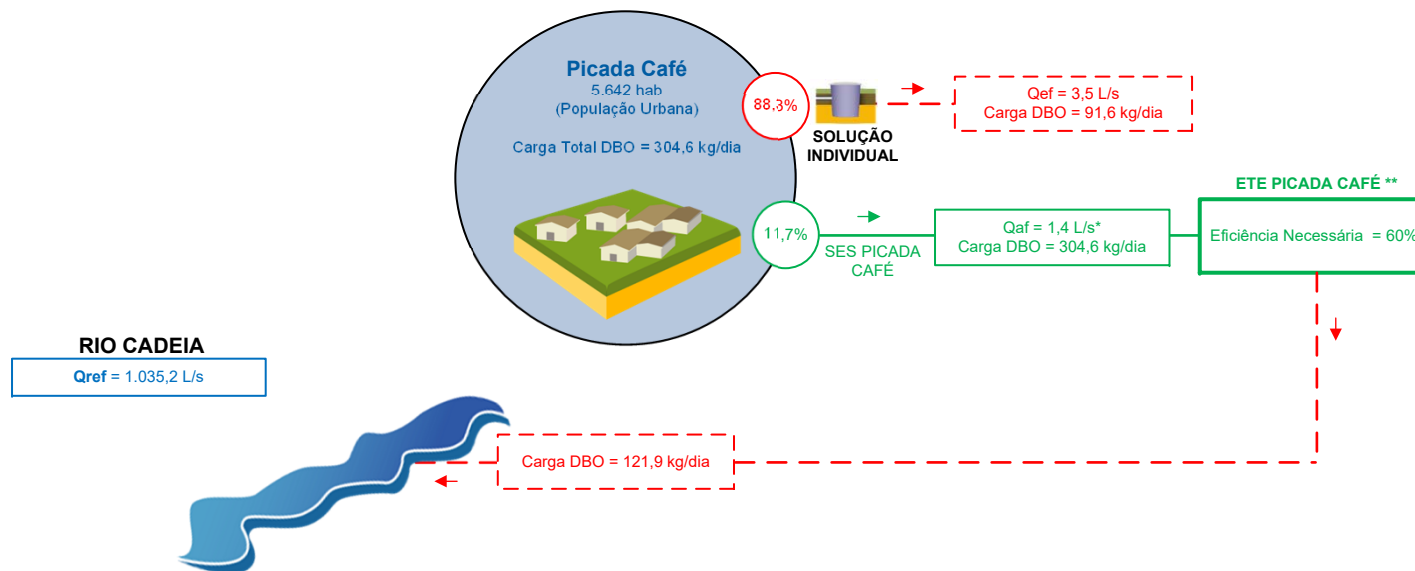 Picada Café
5.642 hab
(População Urbana)
Carga Total DBO = 304,6 kg/dia
88,3%
SOLUÇÃO
INDIVIDUAL
Qef = 3,5 L/s
Carga DBO = 91,6 kg/dia
11,7%
SES PICADA
CAFÉ
Qaf = 1,4 L/s*
Carga DBO = 304,6 kg/dia
ETE PICADA CAFÉ **
Eficiência Necessária = 60%
RIO CADEIA
Qref = 1.035,2 L/s
Carga DBO = 121,9 kg/dia